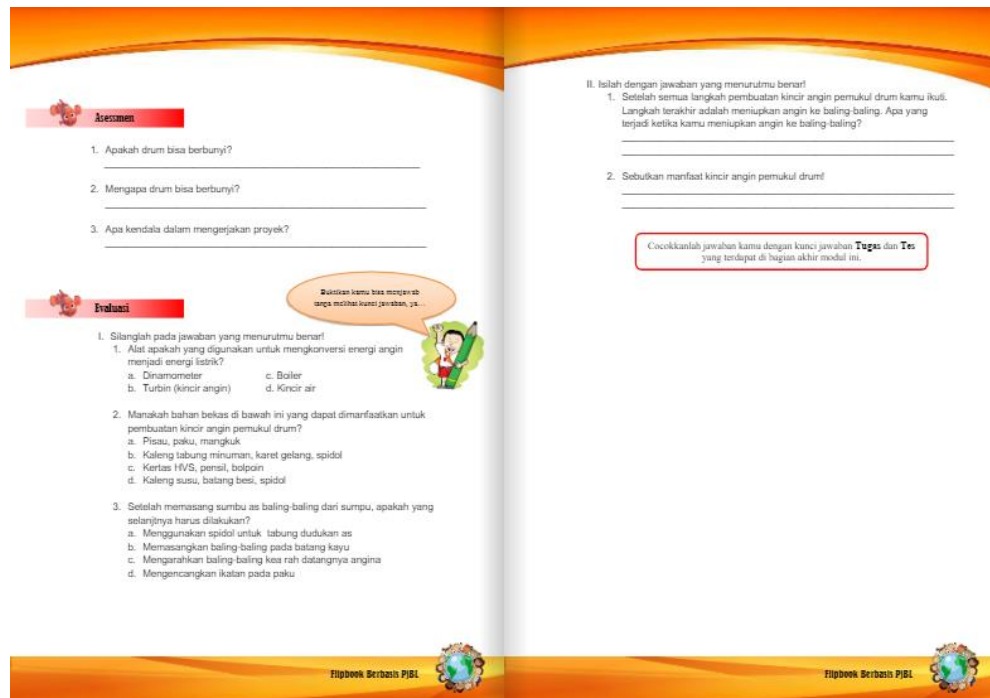 Asessmen
1. Apakah drum bisa berbunyi?
2. Mengapa drum bisa berbunyi?
3. Apa kendala dalam mengerjakan proyek?
Buktikan kamu bisa menjawab
tanpa melihat kunci jawaban, ya...
Evaluasi
I. Silanglah pada jawaban yang menurutmu benar!
1. Alat apakah yang digunakan untuk mengkonversi energi angin
menjadi energi listrik?
a. Dinamometer c. Boiler
b. Turbin (kincir angin) d. Kincir air
2. Manakah bahan bekas di bawah ini yang dapat dimanfaatkan untuk
pembuatan kincir angin pemukul drum?
a. Pisau, paku, mangkuk
b. Kaleng tabung minuman, karet gelang, spidol
c. Kertas HVS, pensil, bolpoin
d. Kaleng susu, batang besi, spidol
3. Setelah memasang sumbu as baling-baling dari sumpu, apakah yang
selanjtnya harus dilakukan?
a. Menggunakan spidol untuk tabung dudukan as
b. Memasangkan baling-baling pada batang kayu
c. Mengarahkan baling-baling kea rah datangnya angina
d. Mengencangkan ikatan pada paku
Flipbook Berbasis PjBL
II. Isilah dengan jawaban yang menurutmu benar!
1. Setelah semua langkah pembuatan kincir angin pemukul drum kamu ikuti.
Langkah terakhir adalah meniupkan angin ke baling-baling. Apa yang
terjadi ketika kamu meniupkan angin ke baling-baling?
2. Sebutkan manfaat kincir angin pemukul drum!
Cocokkanlah jawaban kamu dengan kunci jawaban Tugas dan Tes
yang terdapat di bagian akhir modul ini.
Flipbook Berbasis PjBL